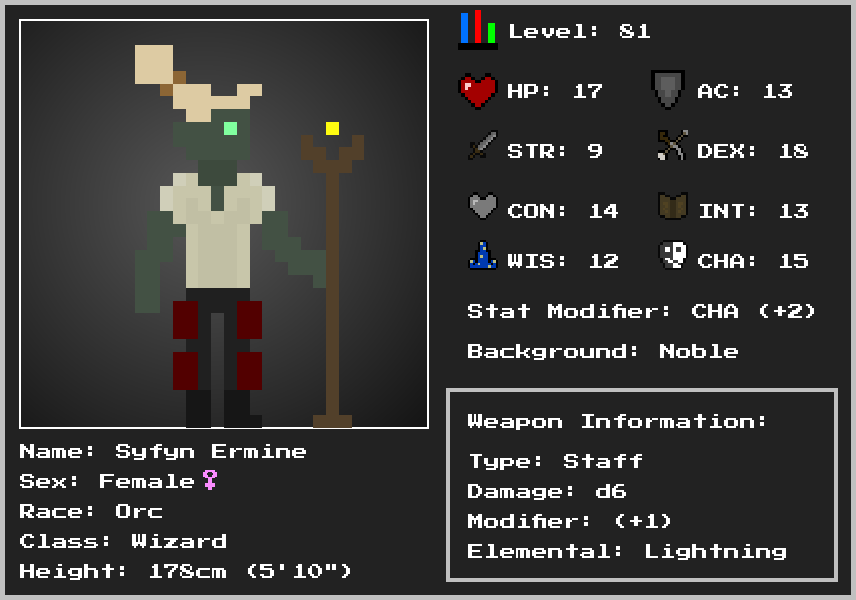 Level: 81
HP: 17 AC: 13
STR: 9 DEX: 18
CON: 14 INT: 13
WIS: 12 CHA: 15
Stat Modifier: CHA (+2)
Background: Noble
Weapon Information:
Type: Staff
Damage: d6
Modifier: (+1)
Elemental: Lightning
Name: Syfyn Ermine
Sex: Female♀
Race: Orc
Class: Wizard
Height: 178cm (5'10")